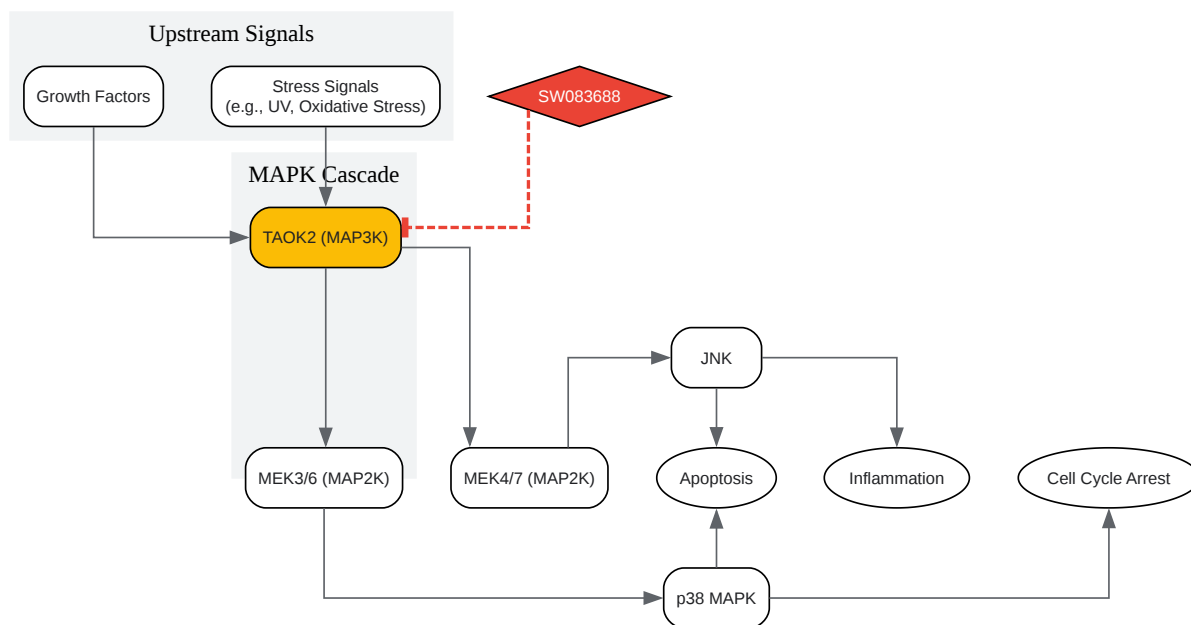 Upstream Signals
Growth Factors
Stress Signals
(e.g., UV, Oxidative Stress)
SW083688
MAPK Cascade
TAOK2 (MAP3K)
JNK
MEK3/6 (MAP2K)
MEK4/7 (MAP2K)
Apoptosis
Inflammation
Cell Cycle Arrest
p38 MAPK